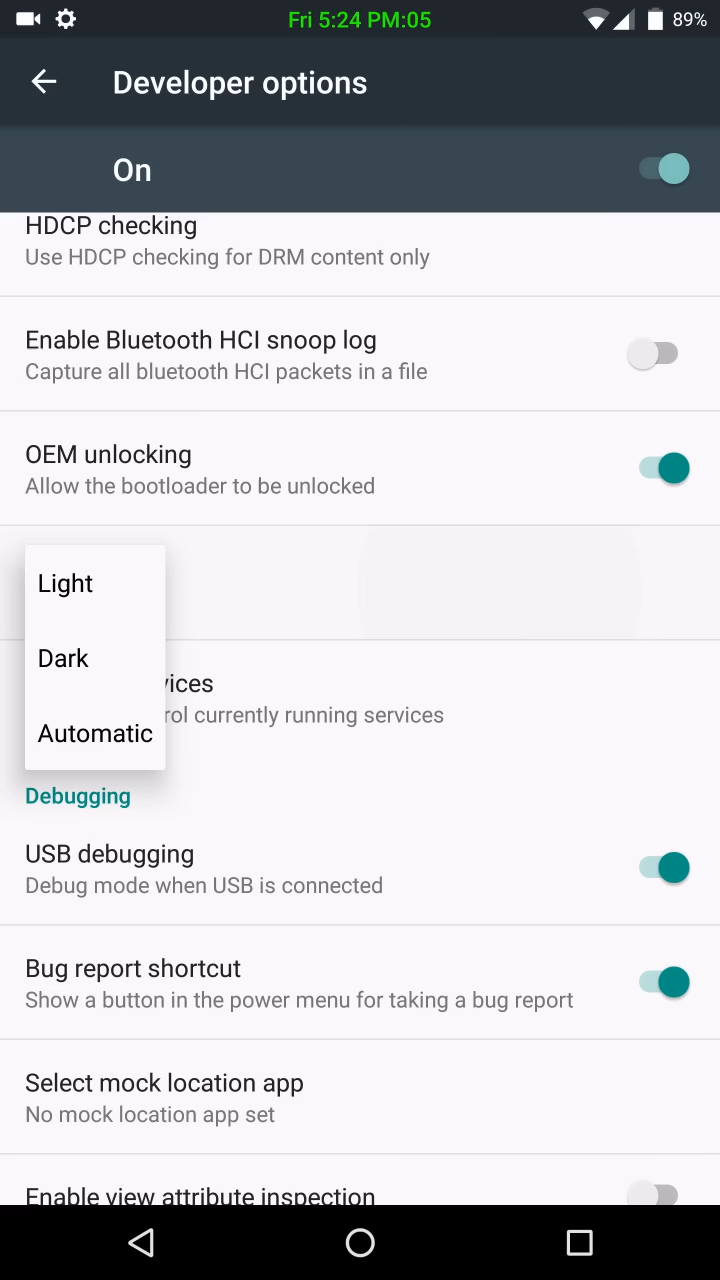 Fri 5:24 PM:05
89%
Developer options
On
HDCP checking
Use HDCP checking for DRM content only
Enable Bluetooth HCI snoop log
Capture all bluetooth HCI packets in a file
OEM unlocking
Allow the bootloader to be unlocked
Light
Dark
Automatic
currently running services
Debugging
USB debugging
Debug mode when USB is connected
Bug report shortcut
Show a button in the power menu for taking a bug report
Select mock location app
No mock location app set
Enable view attribute inspection